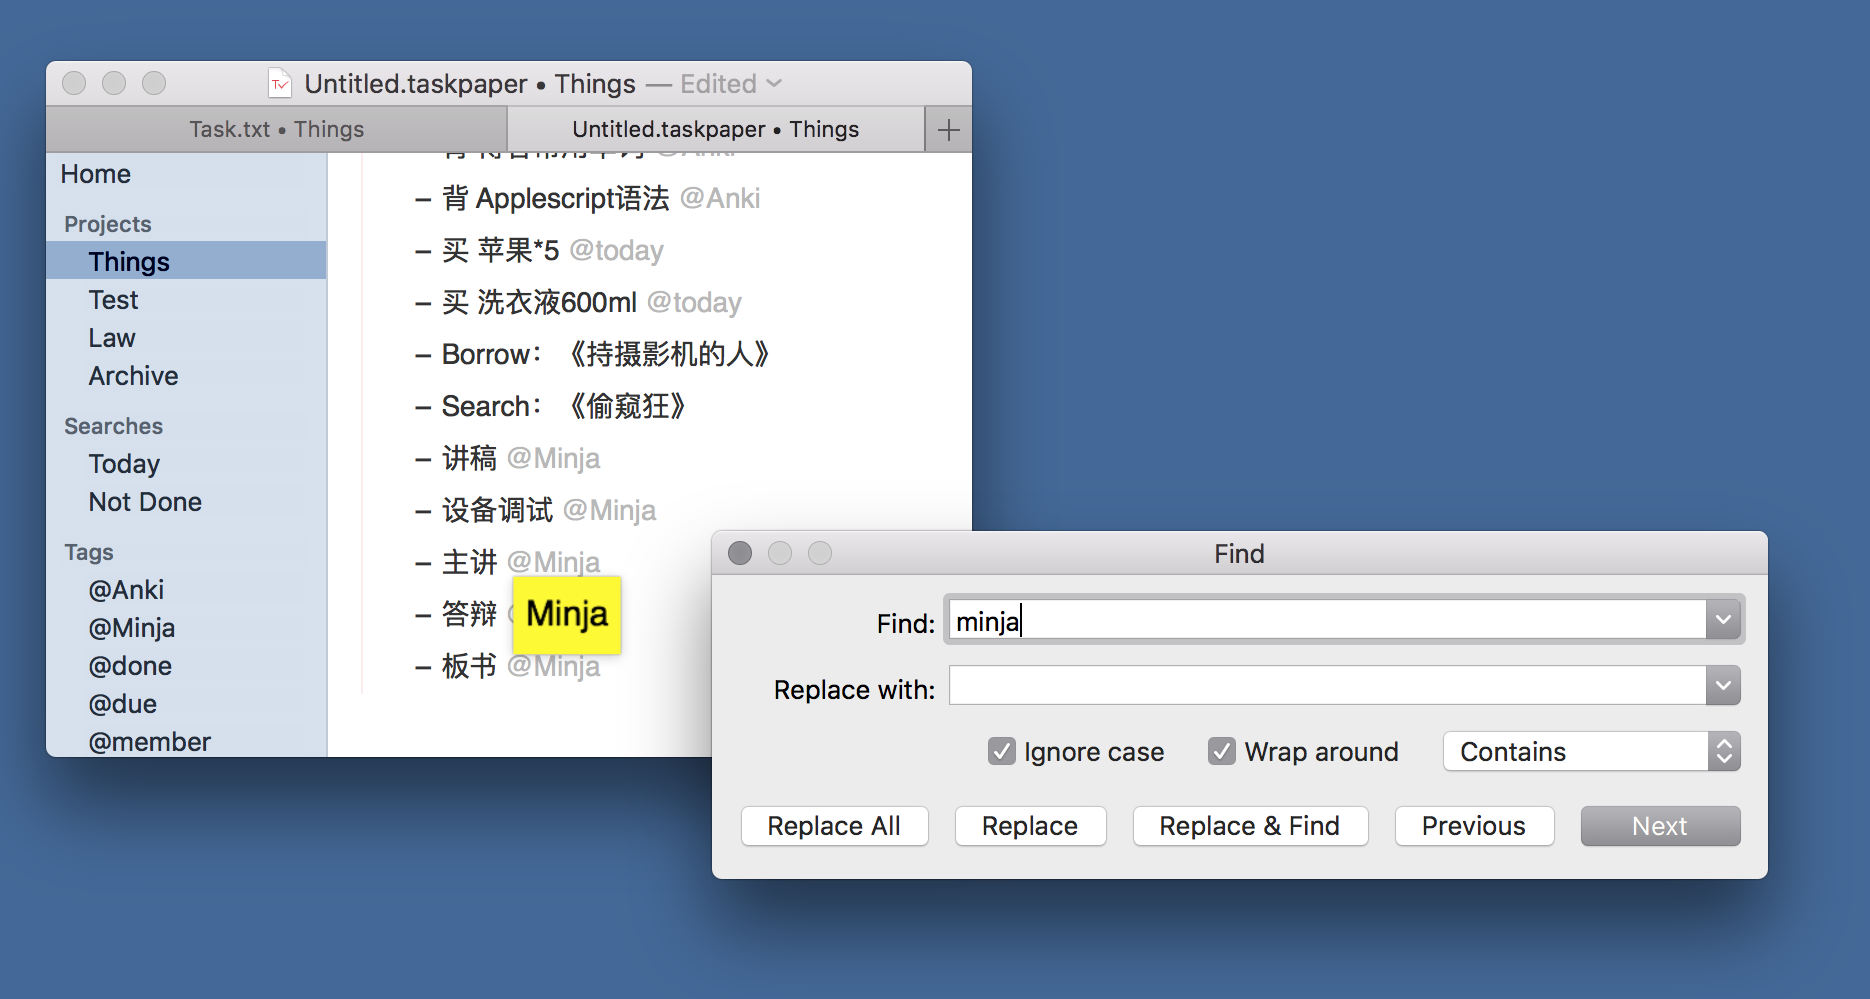 Untitled.taskpaper • Things — Edited
Task.txt • Things
Untitled.taskpaper • Things
Home
Projects
Things
Test
Law
Archive
Searches
Today
Not Done
Tags
@Anki
@Minja
@done
@due
@member
– 背 Applescript语法 @Anki
– 买 苹果*5 @today
– 买 洗衣液600ml @today
– Borrow：《持摄影机的人》
– Search：《偷窥狂》
– 讲稿 @Minja
– 设备调试 @Minja
– 主讲 @Minja
– 答辩 Minja
– 板书 @Minja
Find
Find: minja
Replace with:
Ignore case Wrap around Contains
Replace All Replace Replace & Find Previous Next